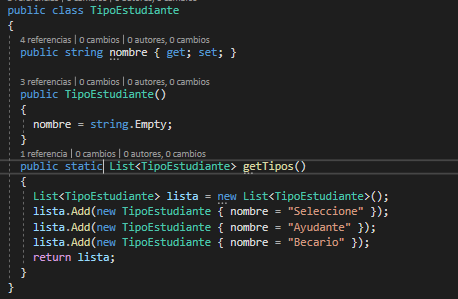 public class TipoEstudiante
{
4 referencias | 0 cambios | 0 autores, 0 cambios
public string nombre { get; set; }
3 referencias | 0 cambios | 0 autores, 0 cambios
public TipoEstudiante()
{
nombre = string.Empty;
}
1 referencia | 0 cambios | 0 autores, 0 cambios
public static List<TipoEstudiante> getTipos()
{
List<TipoEstudiante> lista = new List<TipoEstudiante>();
lista.Add(new TipoEstudiante { nombre = "Seleccione" });
lista.Add(new TipoEstudiante { nombre = "Ayudante" });
lista.Add(new TipoEstudiante { nombre = "Becario" });
return lista;
}
}